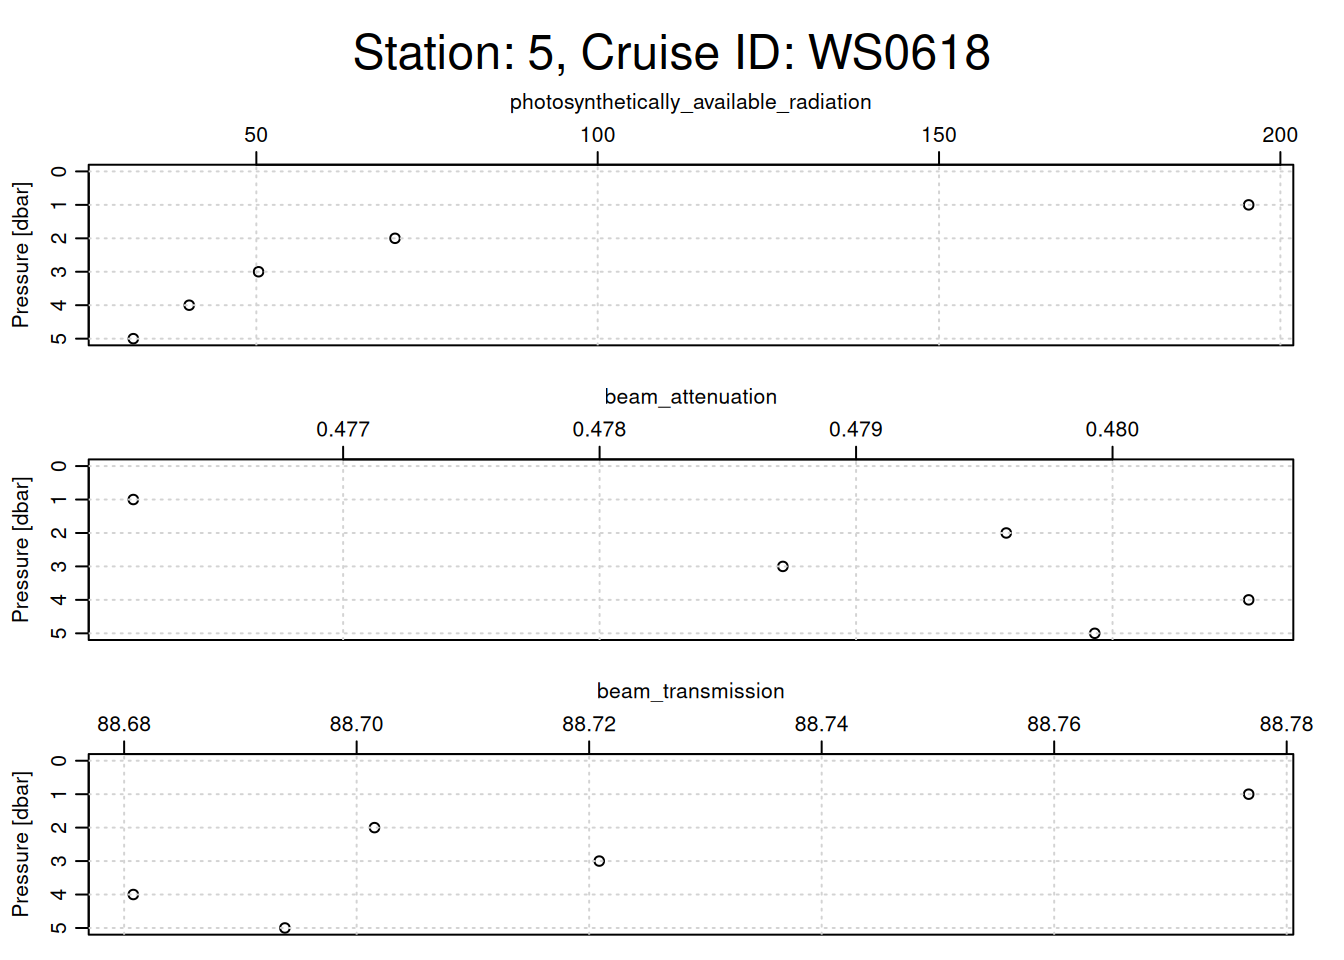 Station: 5, Cruise ID: WS0618
photosynthetically_available_radiation
50 100 150 200
Pressure [dbar]
0
1
2
3
4
5
beam_attenuation
0.477 0.478 0.479 0.480
Pressure [dbar]
0
1
2
3
4
5
beam_transmission
88.68 88.70 88.72 88.74 88.76 88.78
Pressure [dbar]
0
1
2
3
4
5